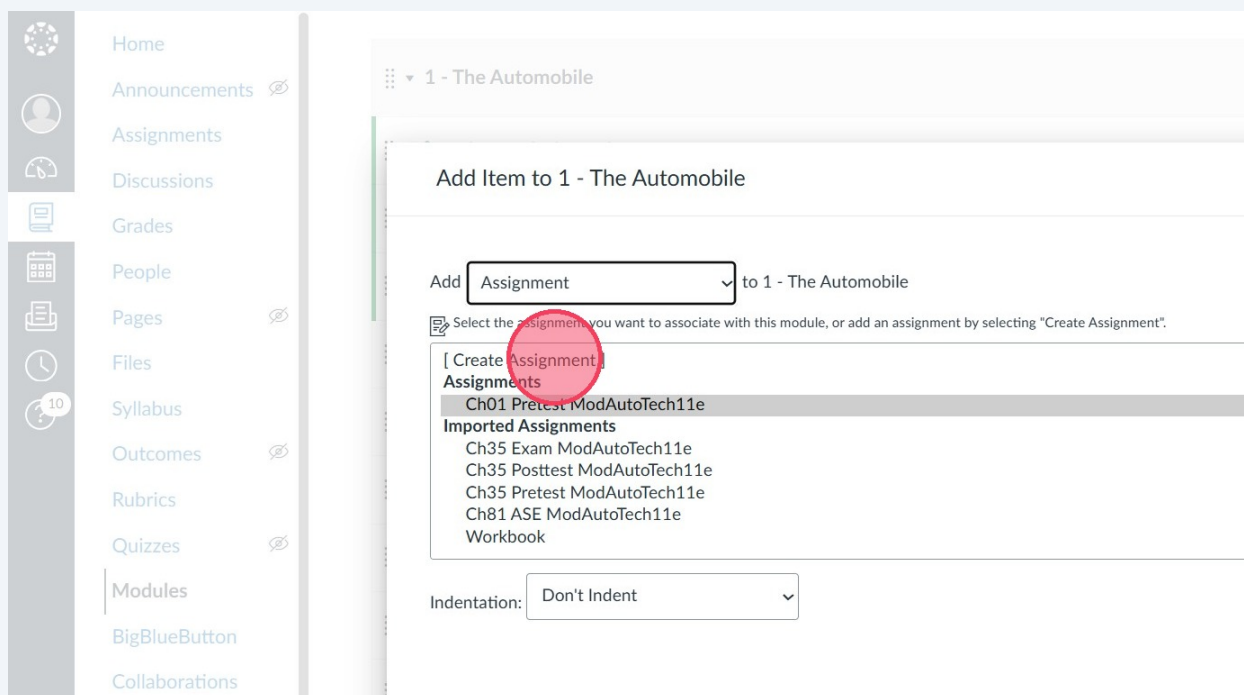 Home
Announcements
Assignments
Discussions
Grades
People
Pages
Files
Syllabus
Outcomes
Rubrics
Quizzes
Modules
BigBlueButton
Collaborations
10
1 - The Automobile
Add Item to 1 - The Automobile
Add Assignment to 1 - The Automobile
Select the assignment you want to associate with this module, or add an assignment by selecting "Create Assignment".
[ Create Assignment ]
Assignments
Ch01 Pretest ModAutoTech11e
Imported Assignments
Ch35 Exam ModAutoTech11e
Ch35 Posttest ModAutoTech11e
Ch35 Pretest ModAutoTech11e
Ch81 ASE ModAutoTech11e
Workbook
Indentation: Don't Indent